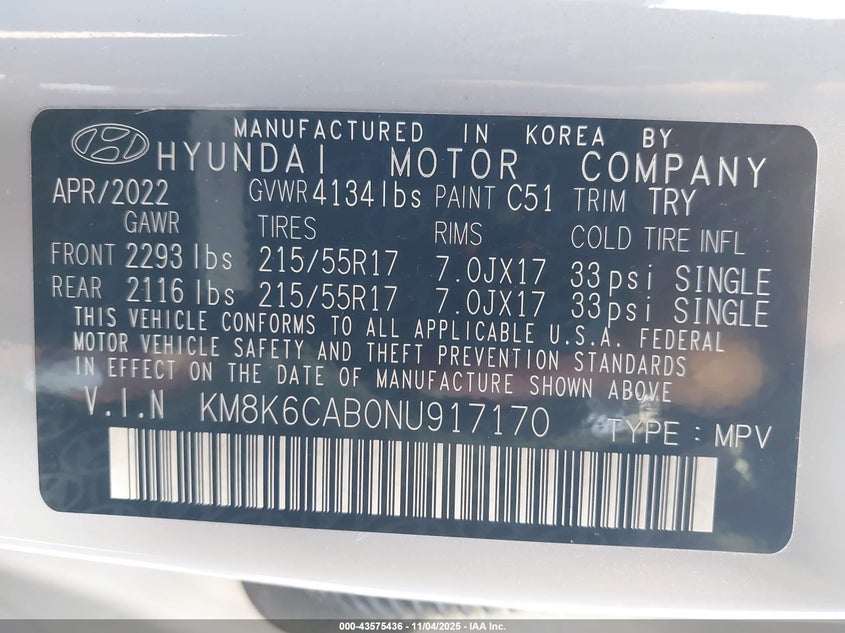 MANUFACTURED IN KOREA BY
HYUNDAI MOTOR COMPANY
APR/2022 GVWR 4134lbs PAINT C51 TRIM TRY
GAWR TIRES RIMS COLD TIRE INFL
FRONT 2293 lbs 215/55R17 7.0JX17 33psi SINGLE
REAR 2116 lbs 215/55R17 7.0JX17 33psi SINGLE
THIS VEHICLE CONFORMS TO ALL APPLICABLE U.S.A. FEDERAL
MOTOR VEHICLE SAFETY AND THEFT PREVENTION STANDARDS
IN EFFECT ON THE DATE OF MANUFACTURE SHOWN ABOVE
V.I.N KM8K6CAB0NU917170 TYPE : MPV
000-43575436 - 11/04/2025 - IAA Inc.